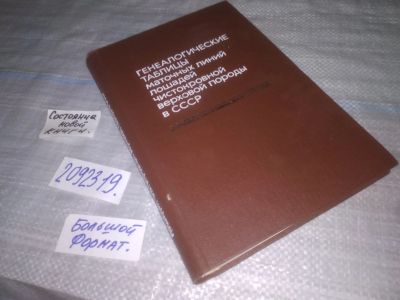 ГЕНЕАЛОГИЧЕСКИЕ
ТАБЛИЦЫ
маточных линий
лошадей
чистокровной
верховой породы
в СССР
Состояние
новой
книги.
2092319.
Большой
Формат.